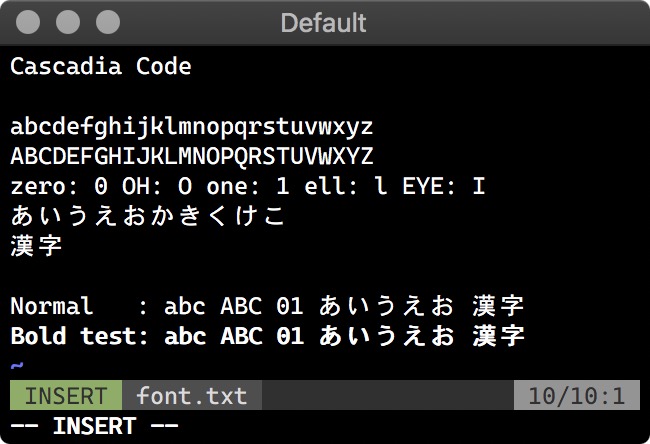 Default
Cascadia Code
abcdefghijklmnopqrstuvwxyz
ABCDEFGHIJKLMNOPQRSTUVWXYZ
zero: 0 OH: O one: 1 ell: l EYE: I
あいうえおかきくけこ
漢字
Normal   : abc ABC 01 あいうえお 漢字
Bold test: abc ABC 01 あいうえお 漢字
~
INSERT font.txt 10/10:1
-- INSERT --